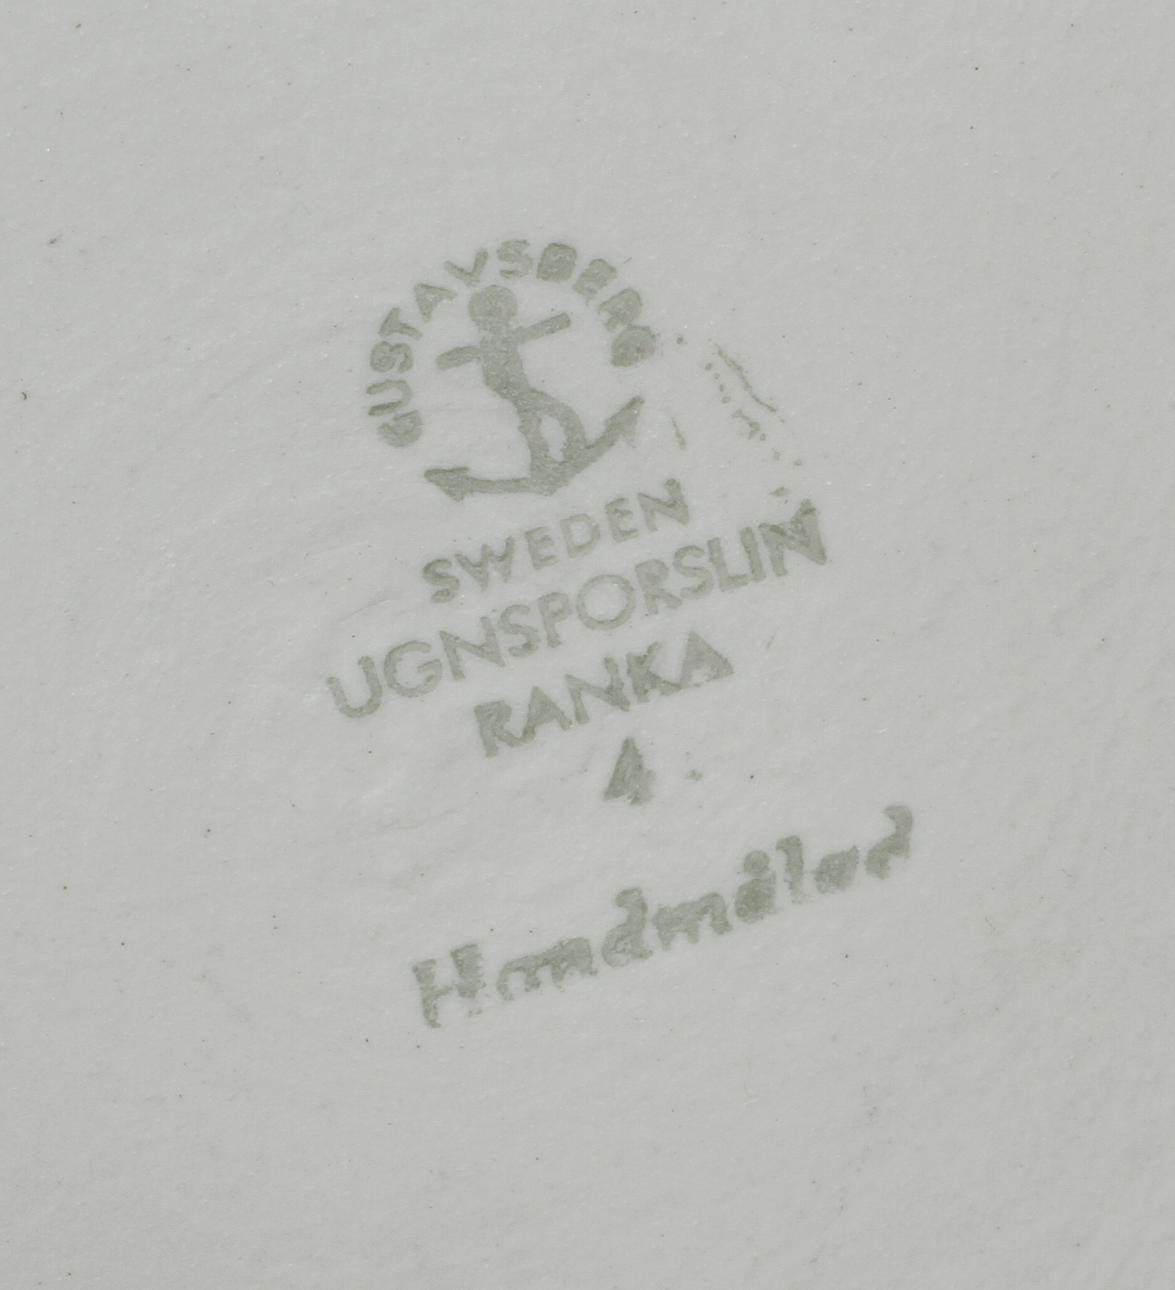 GUSTAVSBERG
SWEDEN
UGNSPORSLIN
RANKA
4
Handmålad